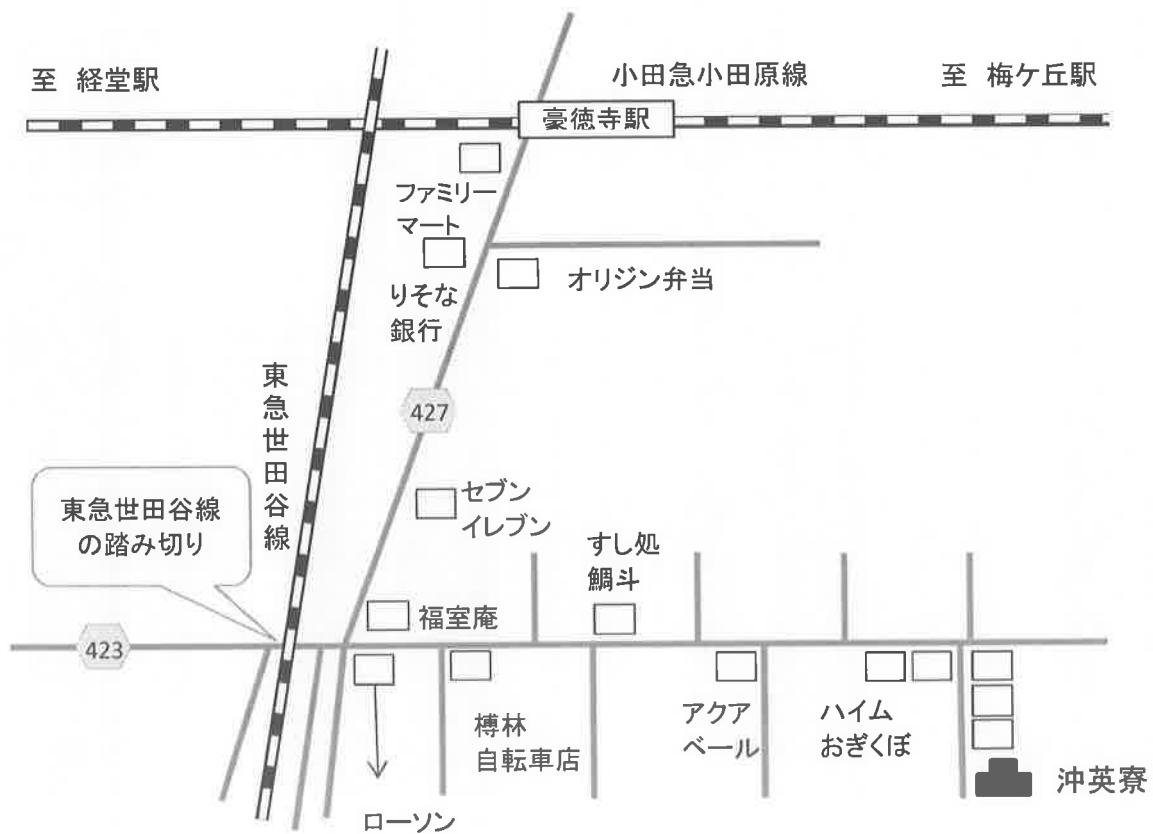 至 経堂駅
小田急小田原線
至 梅ケ丘駅
豪徳寺駅
ファミリー
マート
りそな
銀行
オリジン弁当
東急世田谷線
427
東急世田谷線
の踏み切り
セブン
イレブン
すし処
鯛斗
福室庵
423
榑林
自転車店
アクア
ベール
ハイム
おぎくぼ
沖英寮
ローソン